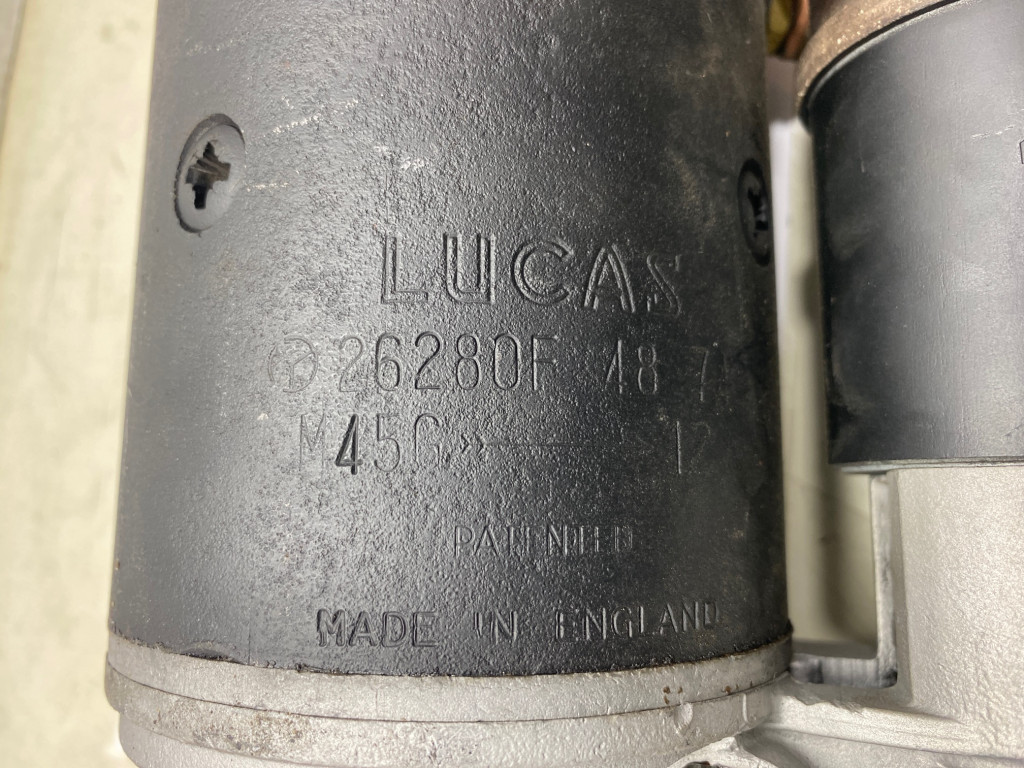 LUCAS
26280F 48 7
M45G 12
PATENTED
MADE IN ENGLAND